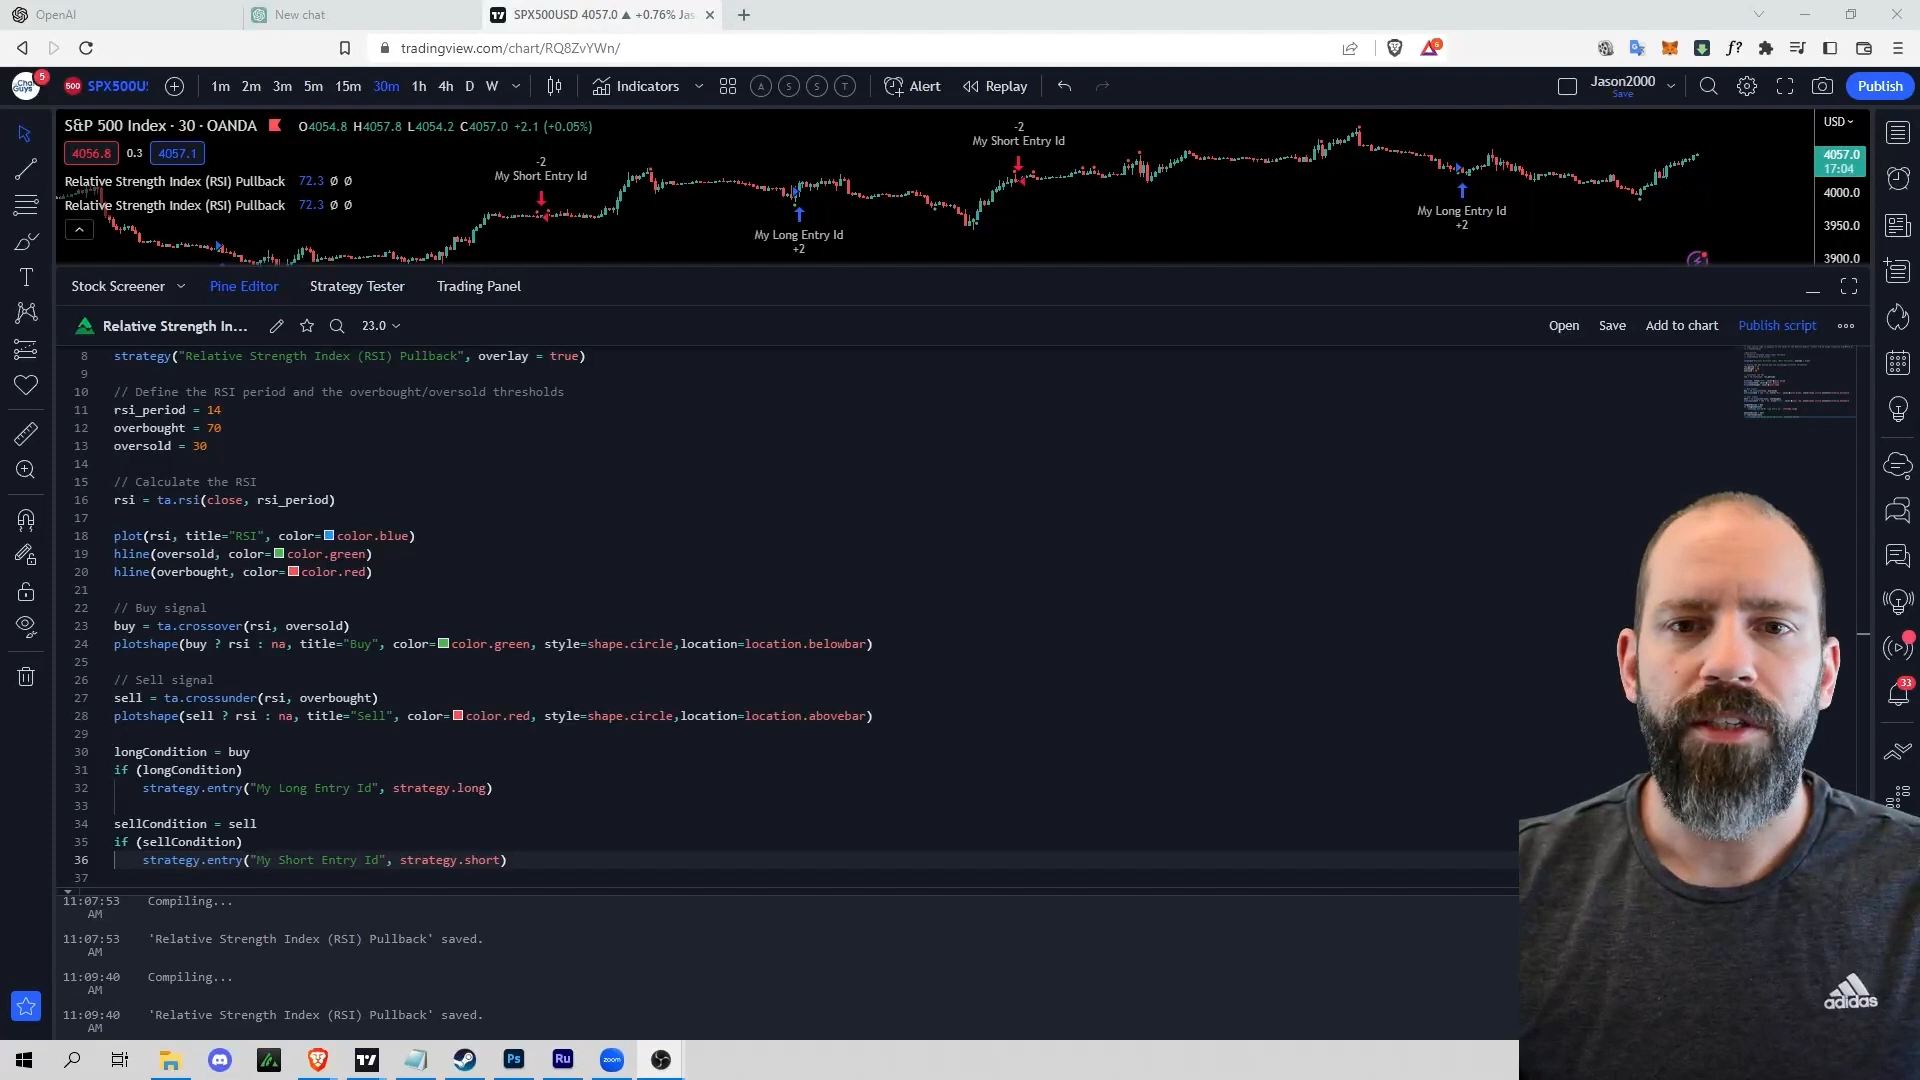 OpenAI
New chat
SPX500USD 4057.0 ▲ +0.76% Jas
tradingview.com/chart/RQ8ZvYWn/
6
f?
5
500 SPX500U:
1m 2m 3m 5m 15m 30m 1h 4h D W
Indicators
A S S T
Alert
Replay
Jason2000
Save
Publish
S&P 500 Index · 30 · OANDA
O4054.8 H4057.8 L4054.2 C4057.0 +2.1 (+0.05%)
4056.8 0.3 4057.1
Relative Strength Index (RSI) Pullback 72.3 Ø Ø
Relative Strength Index (RSI) Pullback 72.3 Ø Ø
-2
My Short Entry Id
My Long Entry Id
+2
-2
My Short Entry Id
My Long Entry Id
+2
USD
4057.0
17:04
4000.0
3950.0
3900.0
Stock Screener
Pine Editor
Strategy Tester
Trading Panel
Relative Strength In...
23.0
Open
Save
Add to chart
Publish script
8 strategy("Relative Strength Index (RSI) Pullback", overlay = true)
9
10 // Define the RSI period and the overbought/oversold thresholds
11 rsi_period = 14
12 overbought = 70
13 oversold = 30
14
15 // Calculate the RSI
16 rsi = ta.rsi(close, rsi_period)
17
18 plot(rsi, title="RSI", color=color.blue)
19 hline(oversold, color=color.green)
20 hline(overbought, color=color.red)
21
22 // Buy signal
23 buy = ta.crossover(rsi, oversold)
24 plotshape(buy ? rsi : na, title="Buy", color=color.green, style=shape.circle,location=location.belowbar)
25
26 // Sell signal
27 sell = ta.crossunder(rsi, overbought)
28 plotshape(sell ? rsi : na, title="Sell", color=color.red, style=shape.circle,location=location.abovebar)
29
30 longCondition = buy
31 if (longCondition)
32 strategy.entry("My Long Entry Id", strategy.long)
33
34 sellCondition = sell
35 if (sellCondition)
36 strategy.entry("My Short Entry Id", strategy.short)
37
11:07:53 AM Compiling...
11:07:53 AM 'Relative Strength Index (RSI) Pullback' saved.
11:09:40 AM Compiling...
11:09:40 AM 'Relative Strength Index (RSI) Pullback' saved.
33
adidas
Ps
Ru
zoom